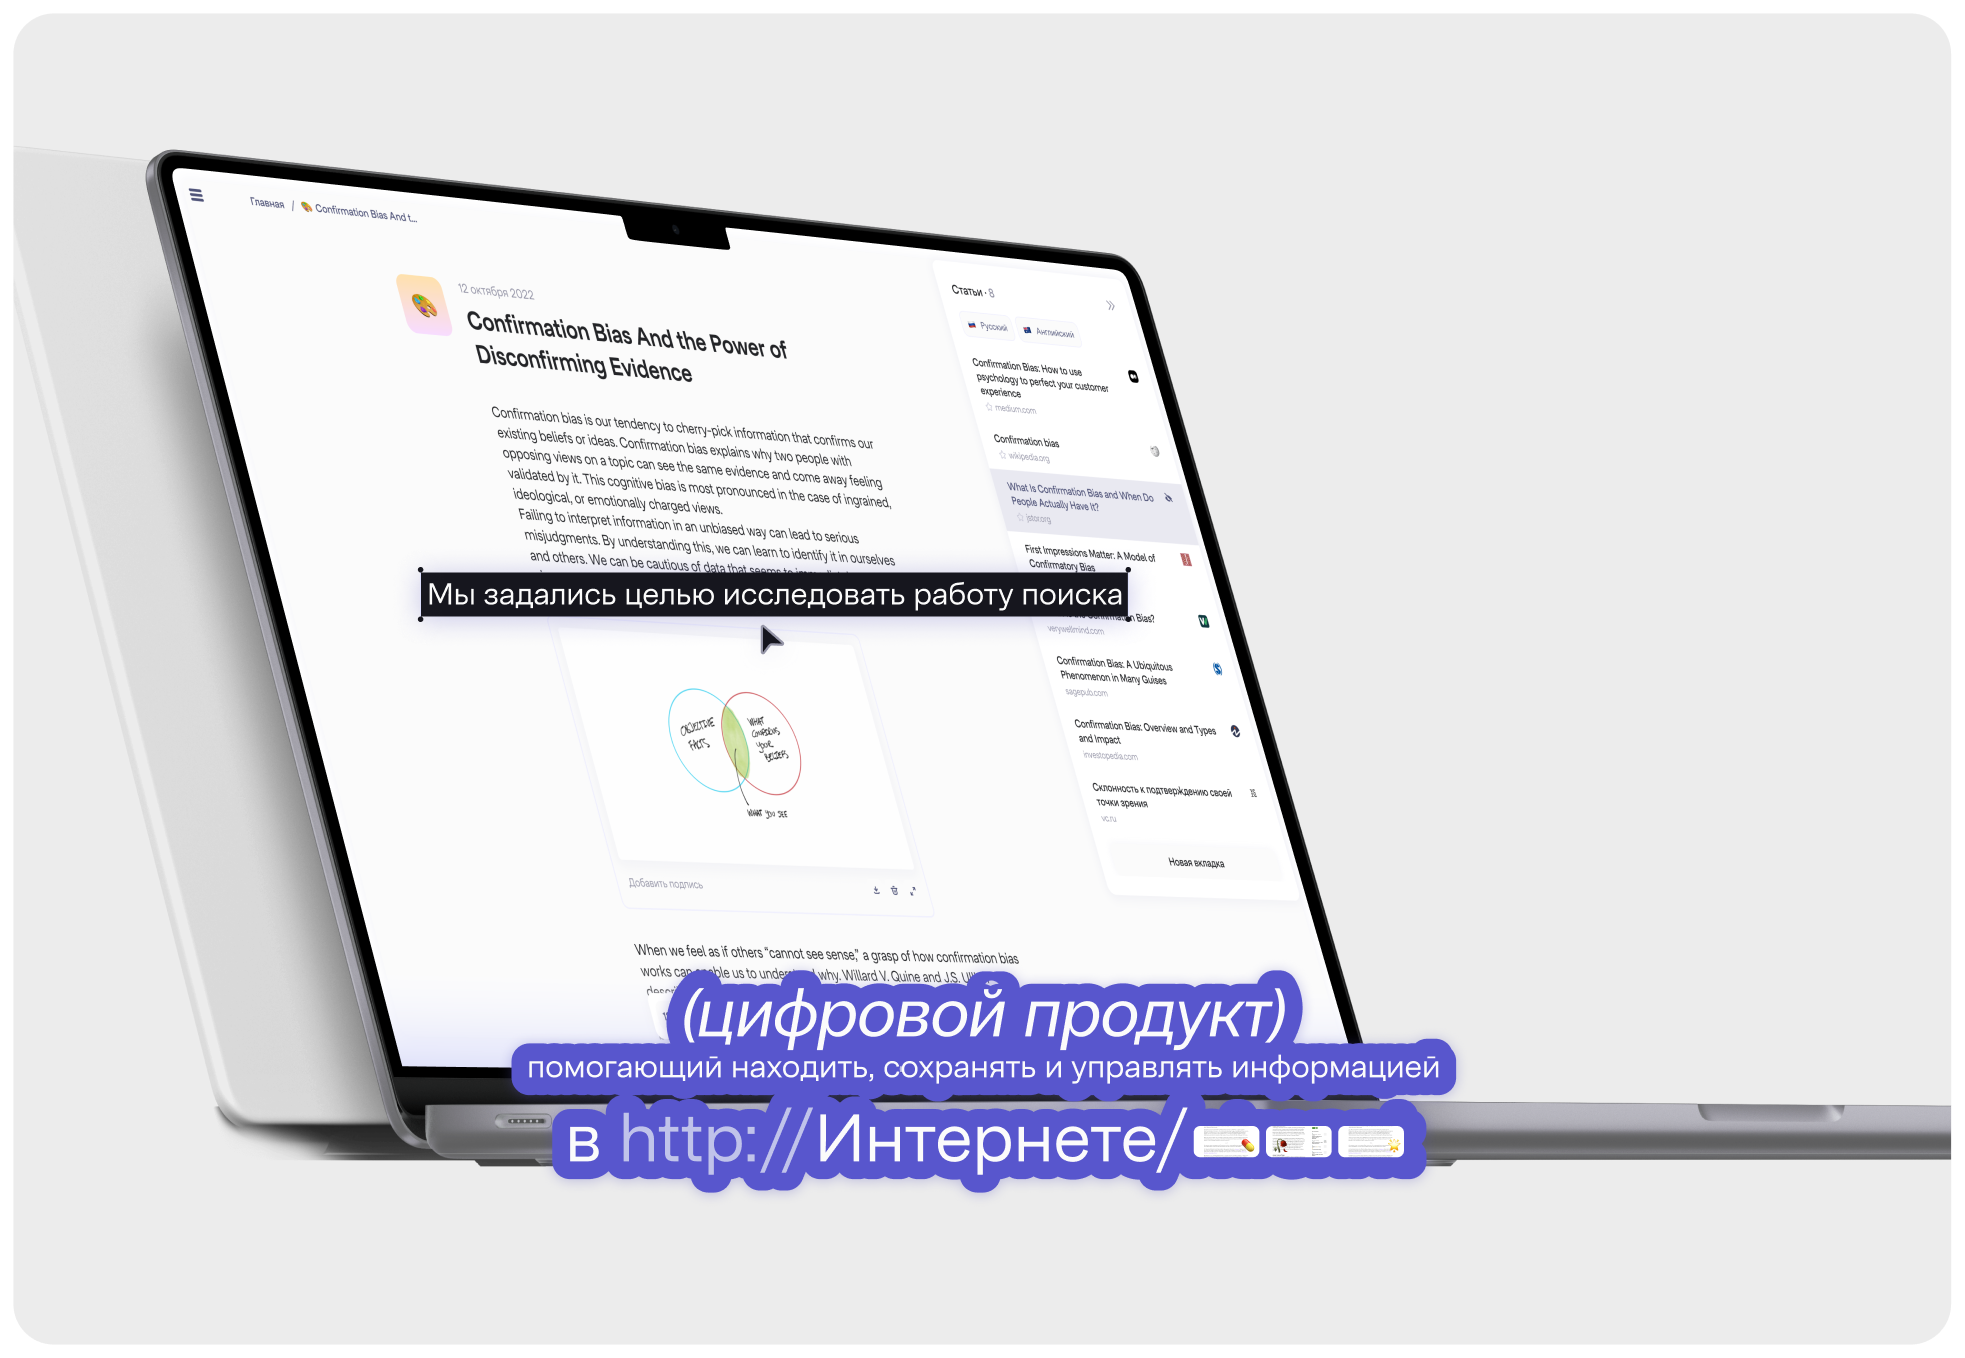 Главная / Confirmation Bias And t...
12 октября 2022
Confirmation Bias And the Power of
Disconfirming Evidence
Confirmation bias is our tendency to cherry-pick information that confirms our
existing beliefs or ideas. Confirmation bias explains why two people with
opposing views on a topic can see the same evidence and come away feeling
validated by it. This cognitive bias is most pronounced in the case of ingrained,
ideological, or emotionally charged views.
Failing to interpret information in an unbiased way can lead to serious
misjudgments. By understanding this, we can learn to identify it in ourselves
and others. We can be cautious of data that seems to
Мы задались целью исследовать работу поиска
OBJECTIVE
FACTS
WHAT
CONFIRMS
YOUR
BELIEFS
WHAT YOU SEE
Добавить подпись
When we feel as if others “cannot see sense,” a grasp of how confirmation bias
works can enable us to understand why. Willard V. Quine and J.S.
Статьи · 8
Русский
Английский
Confirmation Bias: How to use
psychology to perfect your customer
experience
medium.com
Confirmation bias
wikipedia.org
What Is Confirmation Bias and When Do
People Actually Have It?
jstor.org
First Impressions Matter: A Model of
Confirmatory Bias
Confirmation Bias?
verywellmind.com
Confirmation Bias: A Ubiquitous
Phenomenon in Many Guises
sagepub.com
Confirmation Bias: Overview and Types
and Impact
investopedia.com
Склонность к подтверждению своей
точки зрения
vc.ru
Новая вкладка
(цифровой продукт)
помогающий находить, сохранять и управлять информацией
в http://Интернете/